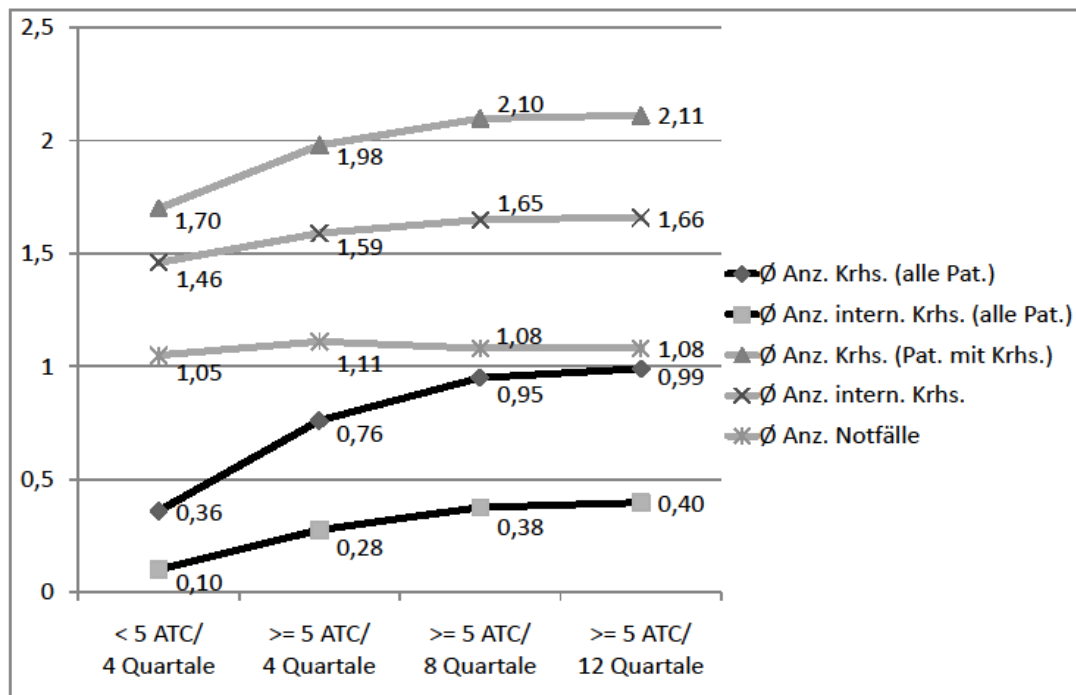 2,5
2
1,5
1
0,5
0
1,70
1,98
2,10
2,11
1,46
1,59
1,65
1,66
1,05
1,11
1,08
1,08
0,36
0,76
0,95
0,99
0,10
0,28
0,38
0,40
< 5 ATC/
4 Quartale
>= 5 ATC/
4 Quartale
>= 5 ATC/
8 Quartale
>= 5 ATC/
12 Quartale
Ø Anz. Krhs. (alle Pat.)
Ø Anz. intern. Krhs. (alle Pat.)
Ø Anz. Krhs. (Pat. mit Krhs.)
Ø Anz. intern. Krhs.
Ø Anz. Notfälle